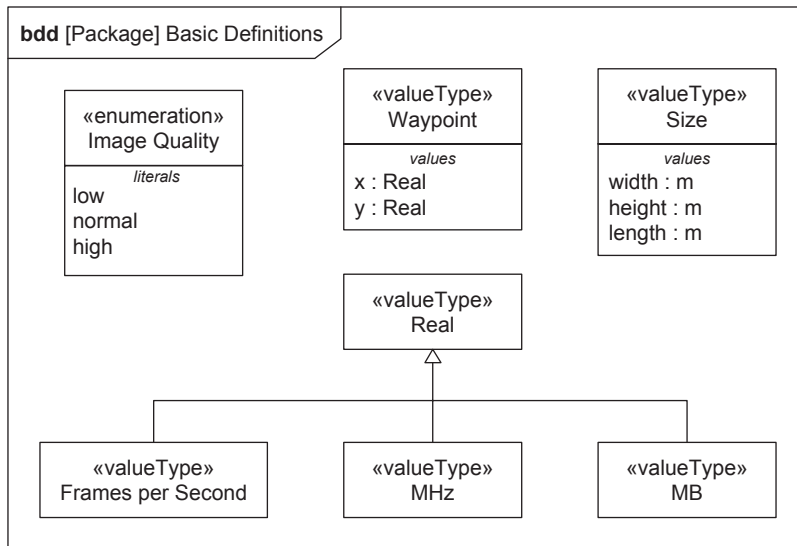 bdd [Package] Basic Definitions
«enumeration»
Image Quality
literals
low
normal
high
«valueType»
Waypoint
values
x : Real
y : Real
«valueType»
Size
values
width : m
height : m
length : m
«valueType»
Real
«valueType»
Frames per Second
«valueType»
MHz
«valueType»
MB